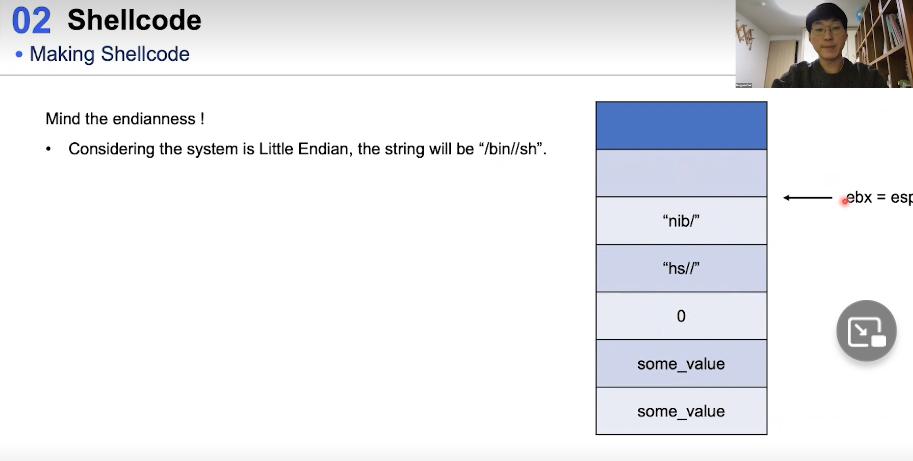 02 Shellcode
• Making Shellcode
Mind the endianness !
• Considering the system is Little Endian, the string will be “/bin//sh”.
ebx = esp
“nib/”
“hs//”
0
some_value
some_value